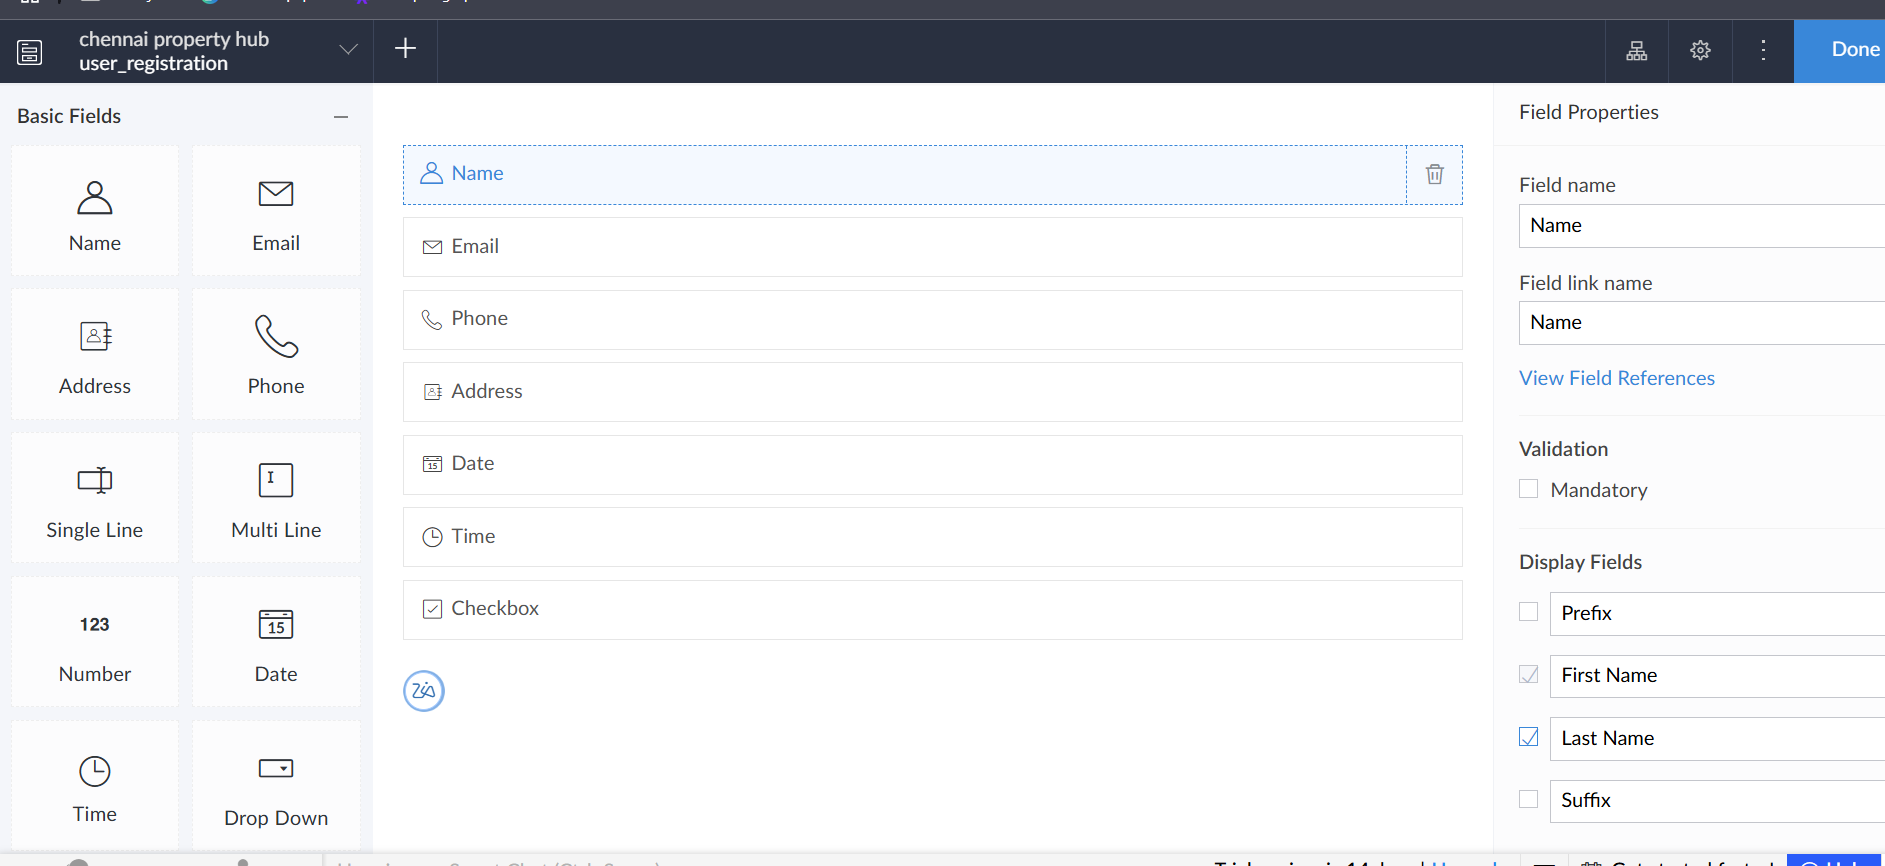 chennai property hub
user_registration
Done
Basic Fields
Name
Email
Address
Phone
Single Line
Multi Line
123
Number
15
Date
Time
Drop Down
Name
Email
Phone
Address
15
Date
Time
Checkbox
Zia
Field Properties
Field name
Name
Field link name
Name
View Field References
Validation
Mandatory
Display Fields
Prefix
First Name
Last Name
Suffix